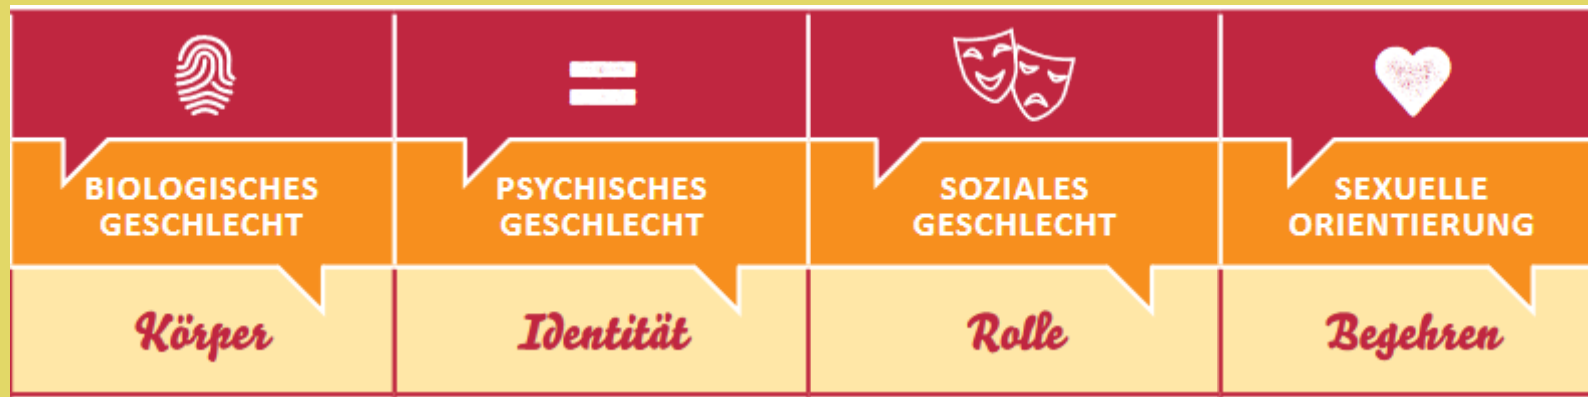 BIOLOGISCHES
GESCHLECHT
PSYCHISCHES
GESCHLECHT
SOZIALES
GESCHLECHT
SEXUELLE
ORIENTIERUNG
Körper
Identität
Rolle
Begehren